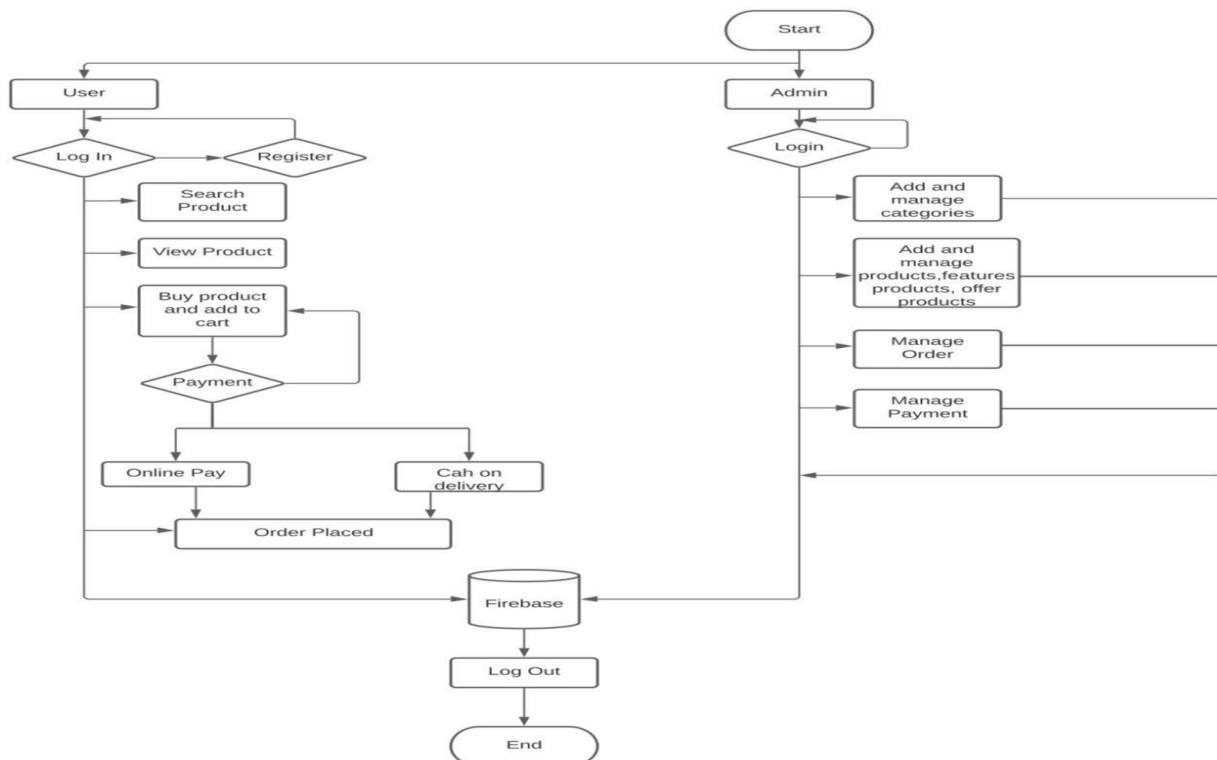 Start
User
Admin
Log In
Register
Login
Search
Product
View Product
Buy product
and add to
cart
Payment
Online Pay
Cah on
delivery
Order Placed
Add and
manage
categories
Add and
manage
products,features
products, offer
products
Manage
Order
Manage
Payment
Firebase
Log Out
End